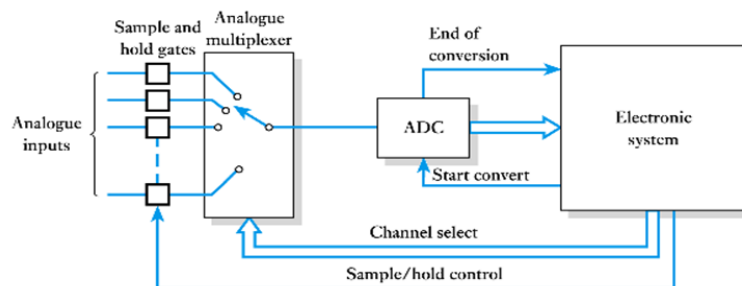 Sample and
hold gates
Analogue
multiplexer
End of
conversion
Analogue
inputs
ADC
Electronic
system
Start convert
Channel select
Sample/hold control